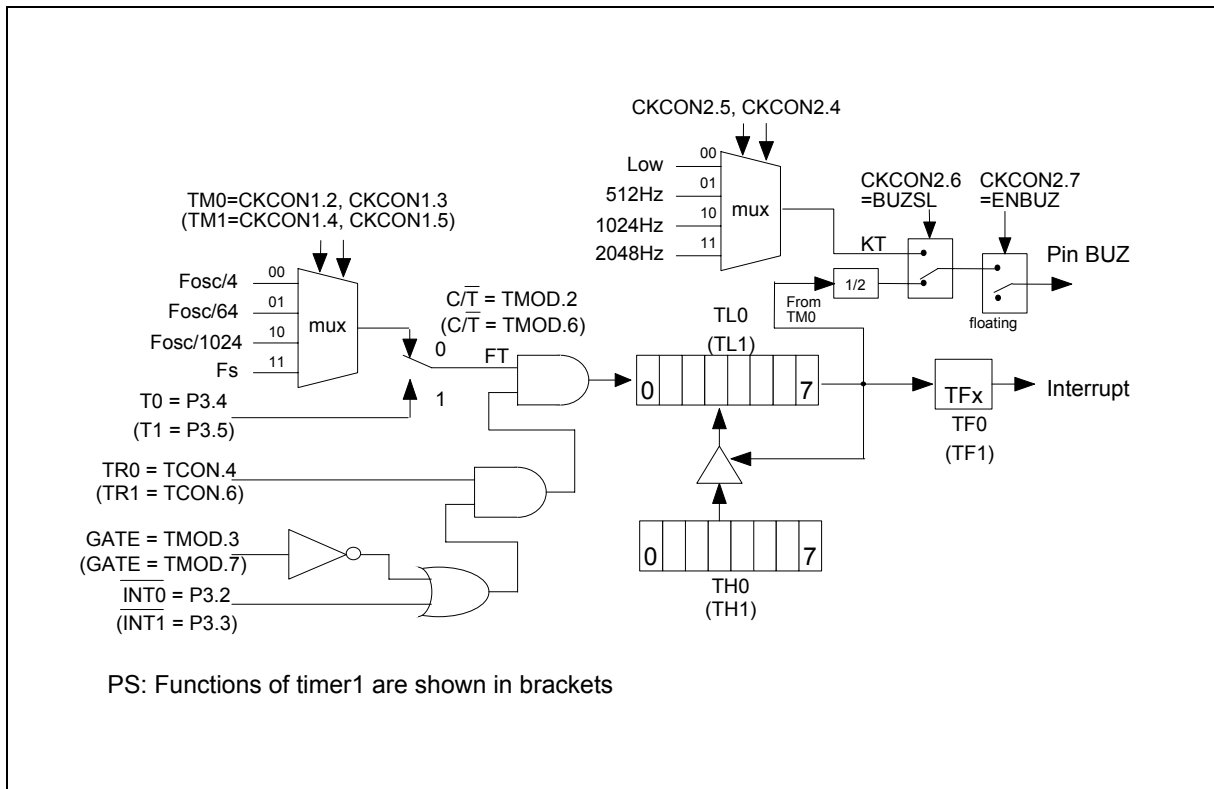 CKCON2.5, CKCON2.4
Low
00
512Hz
01
1024Hz
10
2048Hz
11
mux
KT
CKCON2.6
=BUZSL
CKCON2.7
=ENBUZ
Pin BUZ
1/2
From
TM0
floating
TM0=CKCON1.2, CKCON1.3
(TM1=CKCON1.4, CKCON1.5)
Fosc/4
00
Fosc/64
01
Fosc/1024
10
Fs
11
mux
C/T̅ = TMOD.2
(C/T̅ = TMOD.6)
0
FT
1
T0 = P3.4
(T1 = P3.5)
TL0
(TL1)
0
7
TFx
TF0
(TF1)
Interrupt
TR0 = TCON.4
(TR1 = TCON.6)
GATE = TMOD.3
(GATE = TMOD.7)
I̅N̅T̅0̅ = P3.2
(I̅N̅T̅1̅ = P3.3)
0
7
TH0
(TH1)
PS: Functions of timer1 are shown in brackets